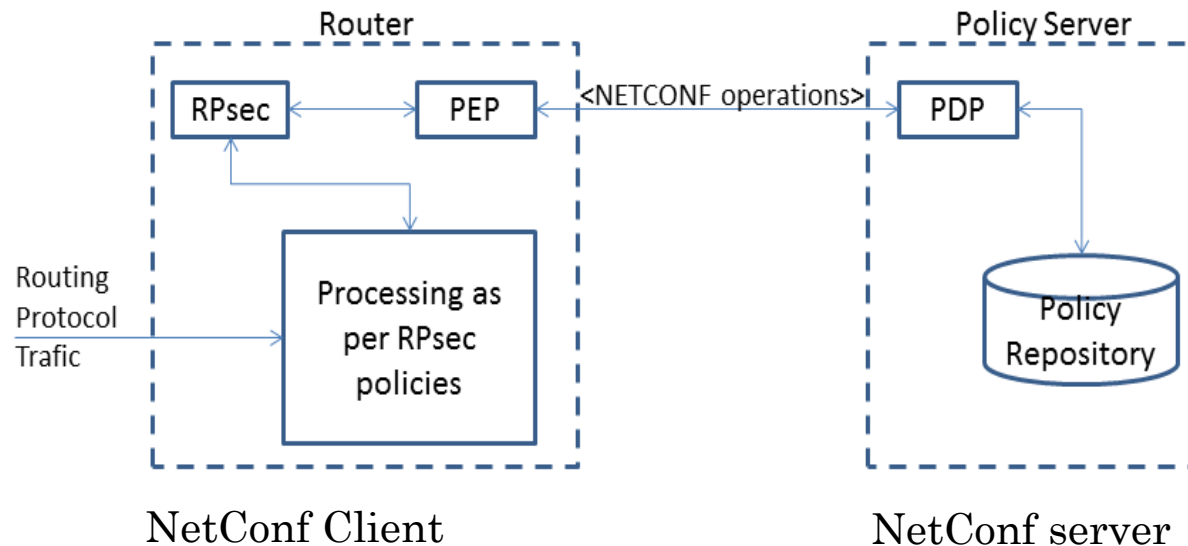 Router
Policy Server
RPsec
PEP
<NETCONF operations>
PDP
Routing
Protocol
Trafic
Processing as
per RPsec
policies
Policy
Repository
NetConf Client
NetConf server